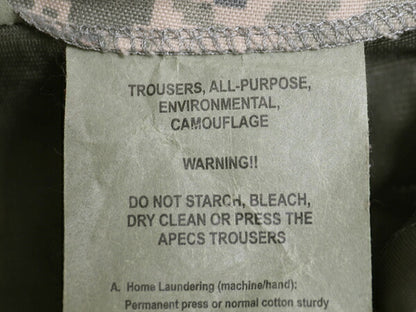 TROUSERS, ALL-PURPOSE,
ENVIRONMENTAL,
CAMOUFLAGE
WARNING!!
DO NOT STARCH, BLEACH,
DRY CLEAN OR PRESS THE
APECS TROUSERS
A. Home Laundering (machine/hand):
Permanent press or normal cotton sturdy